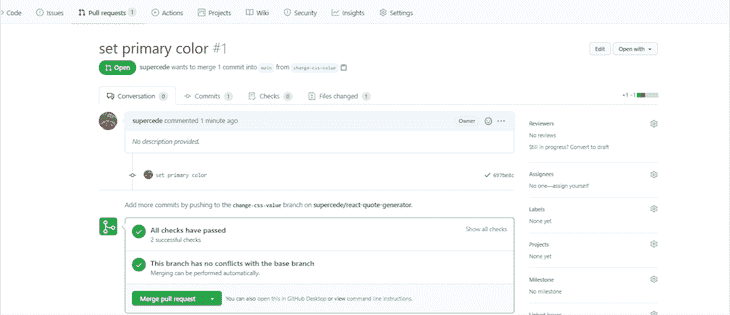 Code Issues Pull requests 1 Actions Projects Wiki Security Insights Settings
set primary color #1
Edit Open with
Open supercede wants to merge 1 commit into main from change-css-value
Conversation 0 Commits 1 Checks 0 Files changed 1 +1 −1
supercede commented 1 minute ago Owner
No description provided.
set primary color
Add more commits by pushing to the change-css-value branch on supercede/react-quote-generator.
All checks have passed Show all checks
2 successful checks
This branch has no conflicts with the base branch
Merging can be performed automatically.
Merge pull request You can also open this in GitHub Desktop or view command line instructions.
Reviewers
No reviews
Still in progress? Convert to draft
Assignees
No one—assign yourself
Labels
None yet
Projects
None yet
Milestone
No milestone